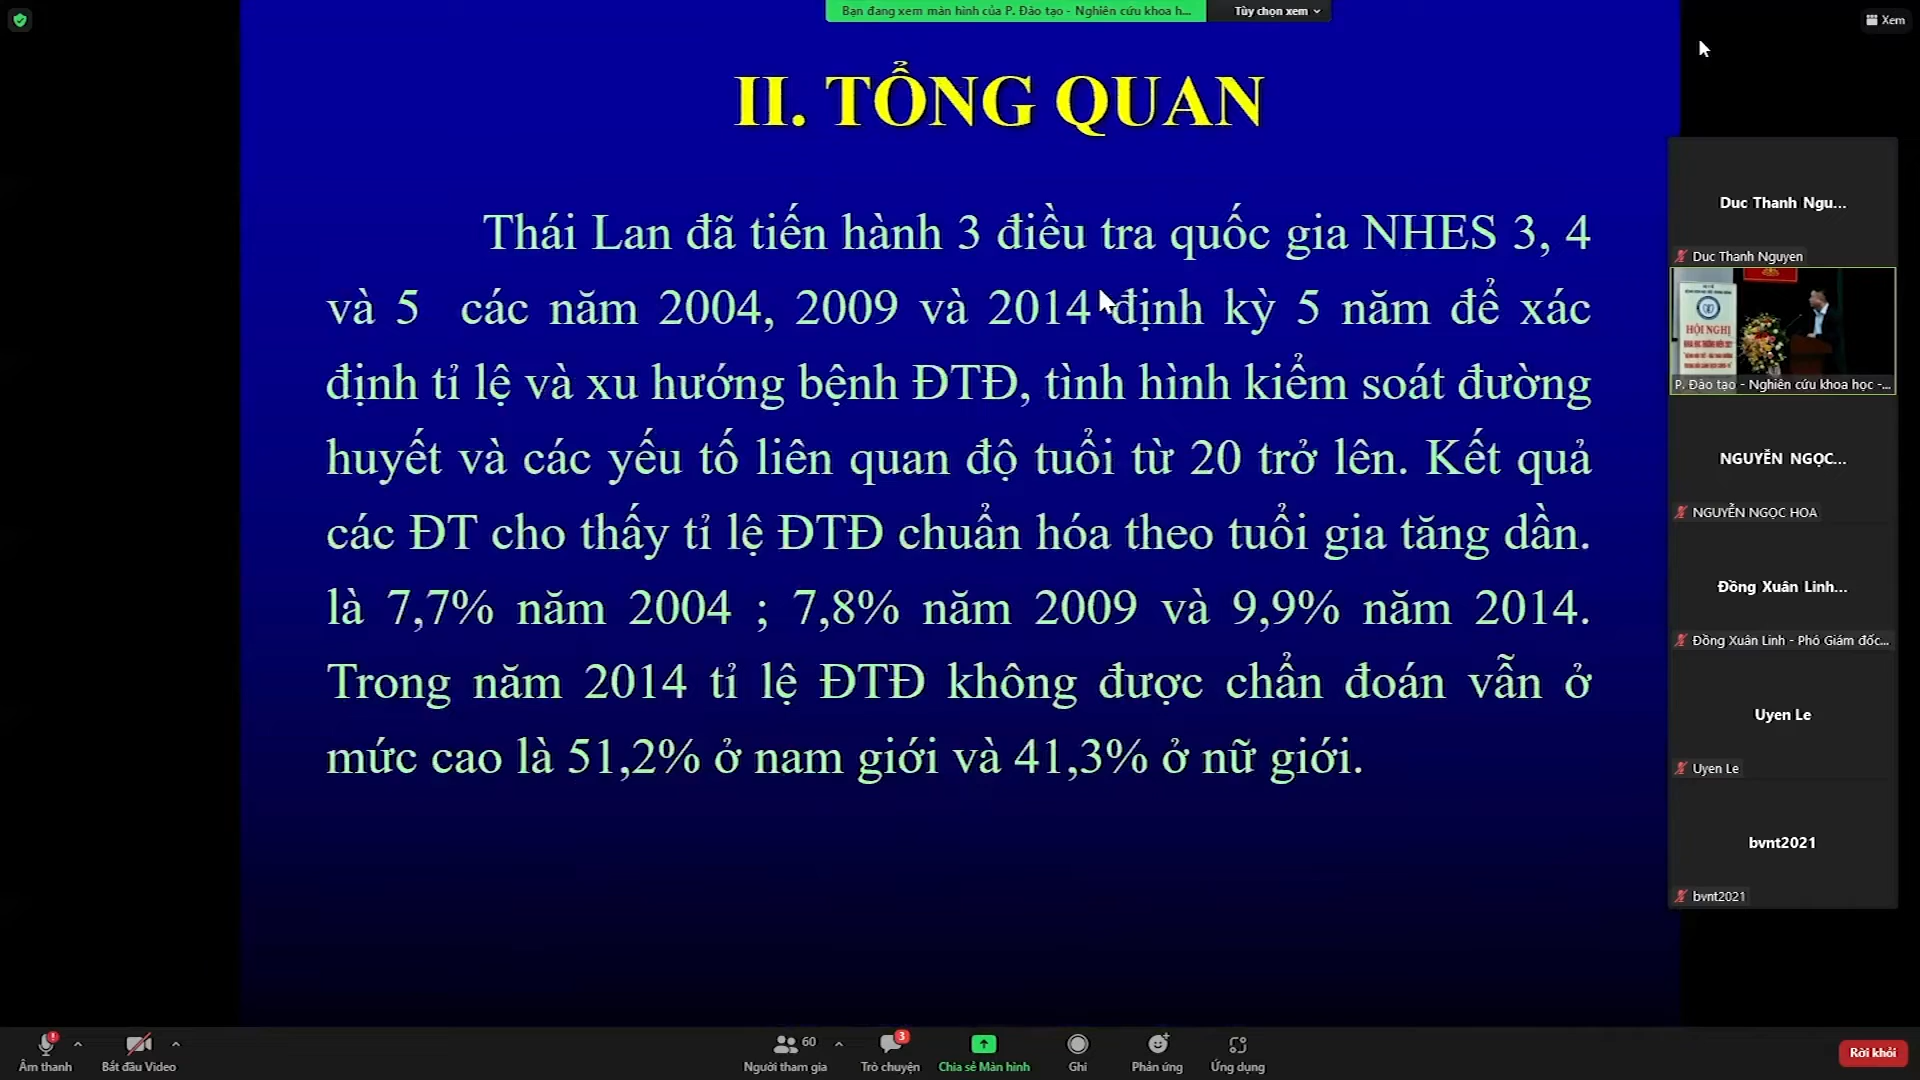 Bạn đang xem màn hình của P. Đào tạo - Nghiên cứu khoa h...
Tùy chọn xem
Xem
II. TỔNG QUAN
Thái Lan đã tiến hành 3 điều tra quốc gia NHES 3, 4
và 5 các năm 2004, 2009 và 2014 định kỳ 5 năm để xác
định tỉ lệ và xu hướng bệnh ĐTĐ, tình hình kiểm soát đường
huyết và các yếu tố liên quan độ tuổi từ 20 trở lên. Kết quả
các ĐT cho thấy tỉ lệ ĐTĐ chuẩn hóa theo tuổi gia tăng dần.
là 7,7% năm 2004 ; 7,8% năm 2009 và 9,9% năm 2014.
Trong năm 2014 tỉ lệ ĐTĐ không được chẩn đoán vẫn ở
mức cao là 51,2% ở nam giới và 41,3% ở nữ giới.
Duc Thanh Ngu...
Duc Thanh Nguyen
HỘI NGHỊ
P. Đào tạo - Nghiên cứu khoa học -...
NGUYỄN NGỌC...
NGUYỄN NGỌC HOA
Đồng Xuân Linh...
Đồng Xuân Linh - Phó Giám đốc...
Uyen Le
Uyen Le
bvnt2021
bvnt2021
Âm thanh
Bắt đầu Video
60
Người tham gia
3
Trò chuyện
Chia sẻ Màn hình
Ghi
Phản ứng
Ứng dụng
Rời khỏi